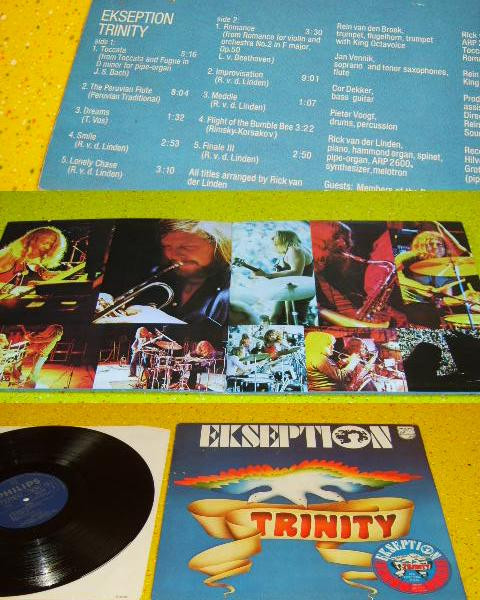 EKSEPTION
TRINITY
side 1:
1. Toccata 5:16
(from Toccata and Fugue in
D minor for pipe-organ
J. S. Bach)
2. The Peruvian Flute 8:04
(Peruvian Traditional)
3. Dreams 1:32
(T. Vos)
4. Smile 2:53
(R. v. d. Linden)
5. Lonely Chase
(R. v. d. Linden) 3:10
side 2:
1. Romance 3:30
(from Romance for violin and
orchestra No.2 in F major
Op.50
L. v. Beethoven)
2. Improvisation 9:01
(R. v. d. Linden)
3. Meddle 1:07
(R. v. d. Linden)
4. Flight of the Bumble Bee 3:22
(Rimsky-Korsakov)
5. Finale III 2:50
(R. v. d. Linden)
All titles arranged by Rick van
der Linden
Rein van den Broek,
trumpet, flugelhorn, trumpet
with King Octavoice
Jan Vennik,
soprano and tenor saxophones,
flute
Cor Dekker,
bass guitar
Pieter Voogt,
drums, percussion
Rick van der Linden,
piano, hammond organ, spinet,
pipe-organ, ARP 2600,
synthesizer, melotron
Guests: Members of the
Rick
ARP
Rein
King
PHILIPS
EKSEPTION
TRINITY
EKSEPTION
TRINITY